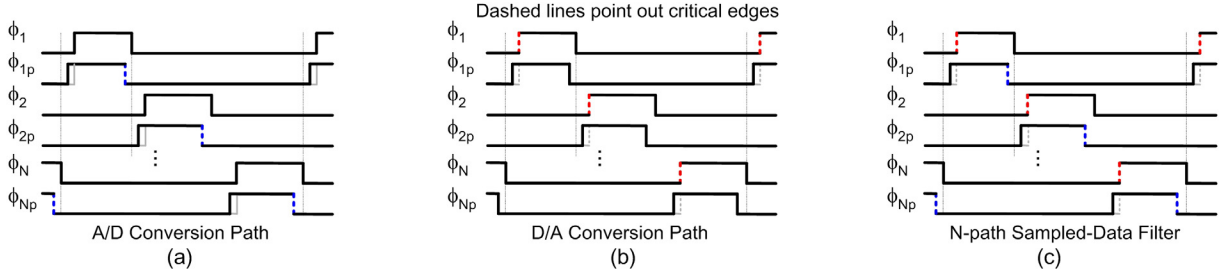 Dashed lines point out critical edges
ϕ1
ϕ1p
ϕ2
ϕ2p
ϕN
ϕNp
A/D Conversion Path
(a)
ϕ1
ϕ1p
ϕ2
ϕ2p
ϕN
ϕNp
D/A Conversion Path
(b)
ϕ1
ϕ1p
ϕ2
ϕ2p
ϕN
ϕNp
N-path Sampled-Data Filter
(c)